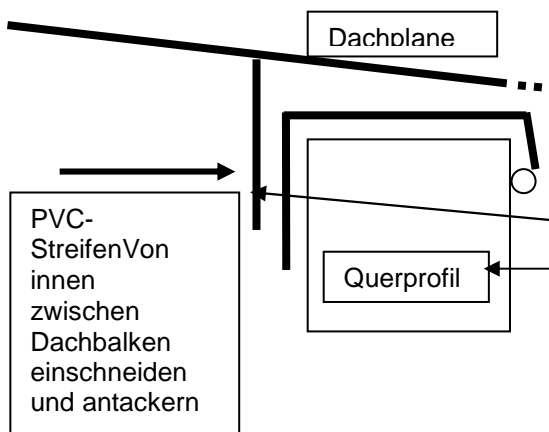 Dachplane
PVC-
StreifenVon
innen
zwischen
Dachbalken
einschneiden
und antackern
Querprofil